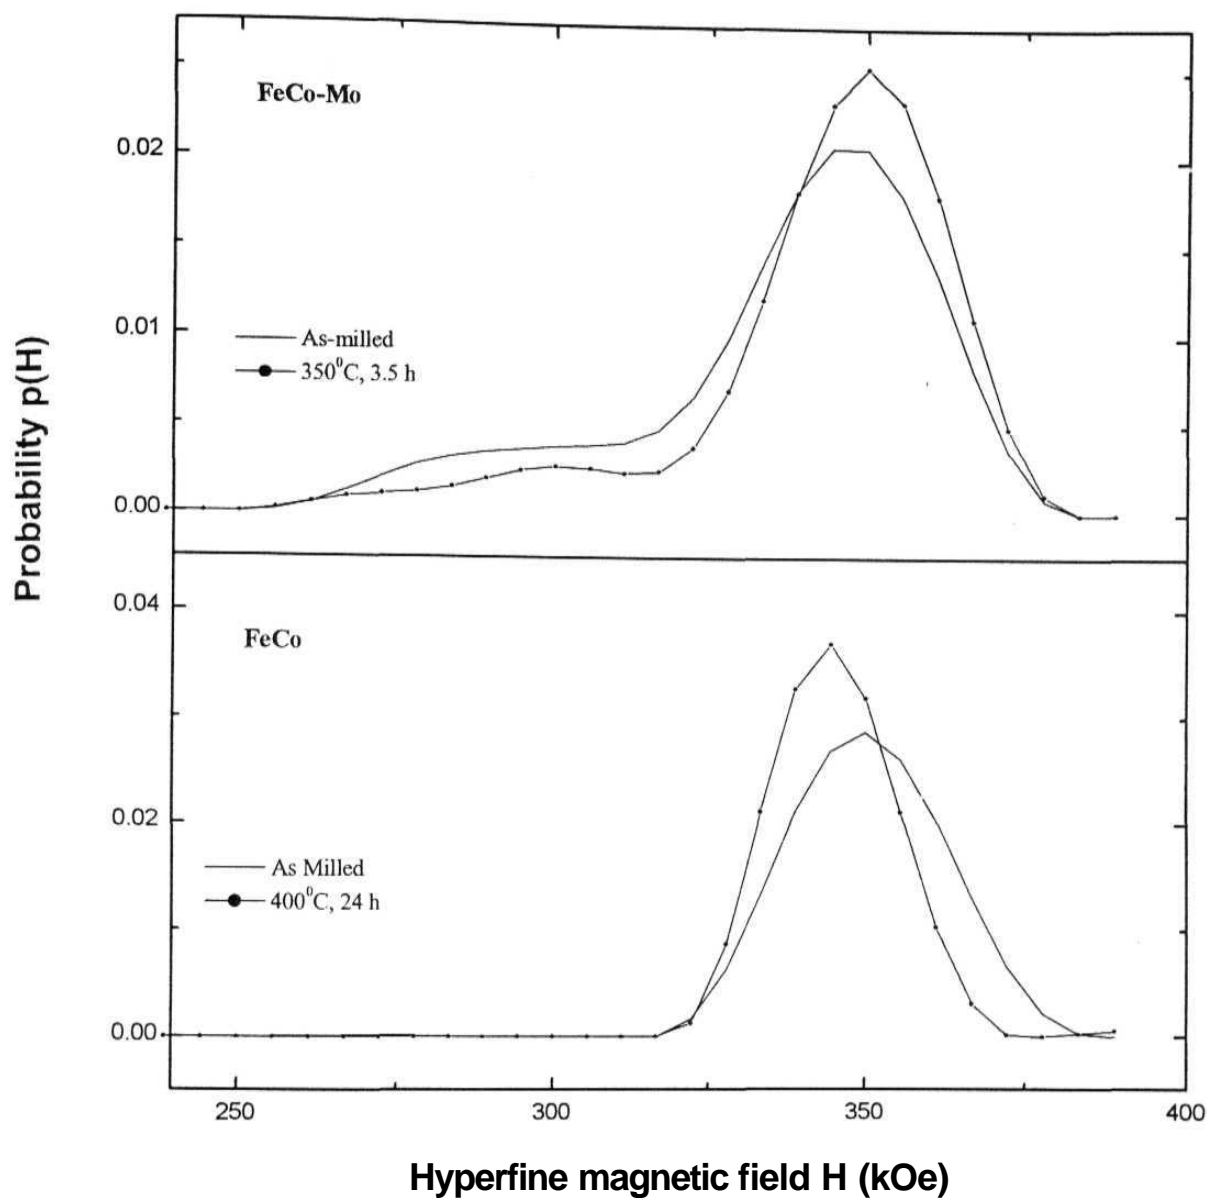 FeCo-Mo
0.02
0.01
As-milled
350⁰C, 3.5 h
0.00
Probability p(H)
0.04
FeCo
0.02
As Milled
400⁰C, 24 h
0.00
250 300 350 400
Hyperfine magnetic field H (kOe)